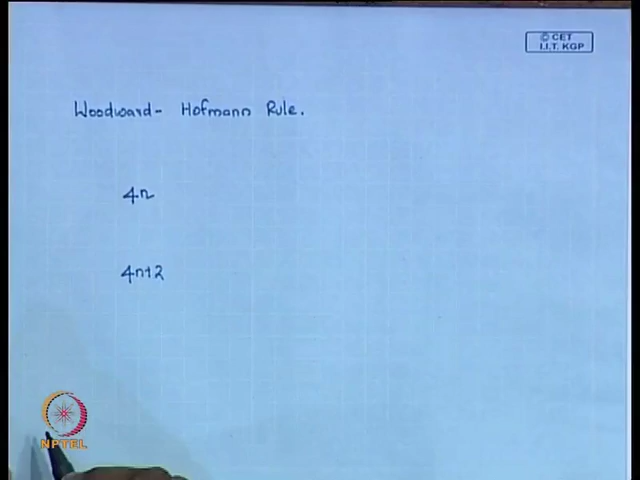 © CET
I.I.T. KGP
Woodward- Hofmann Rule.
4n
4n+2
NPTEL